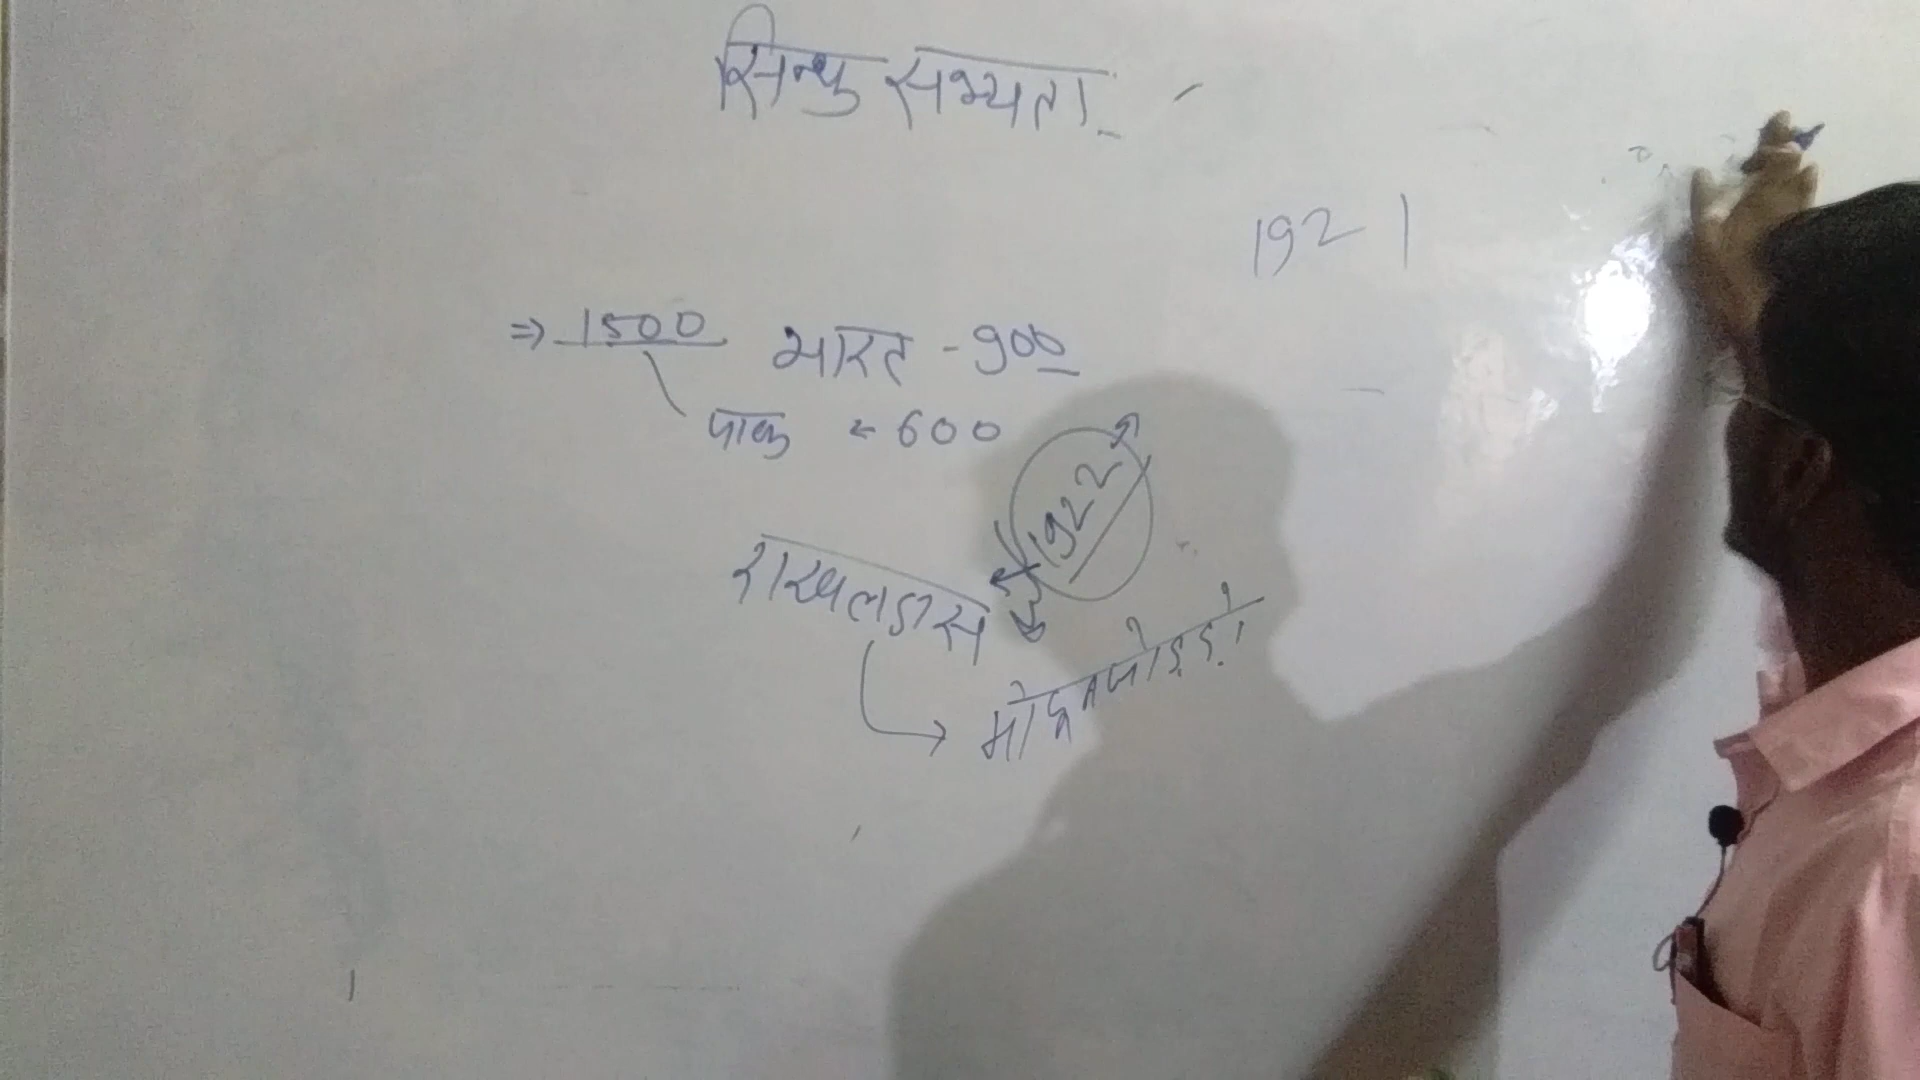 सिन्धु सभ्यता
1921
⇒ 1500 भारत - 900
पाक - 600
1922
राखलदास
मोहनजोदड़ो